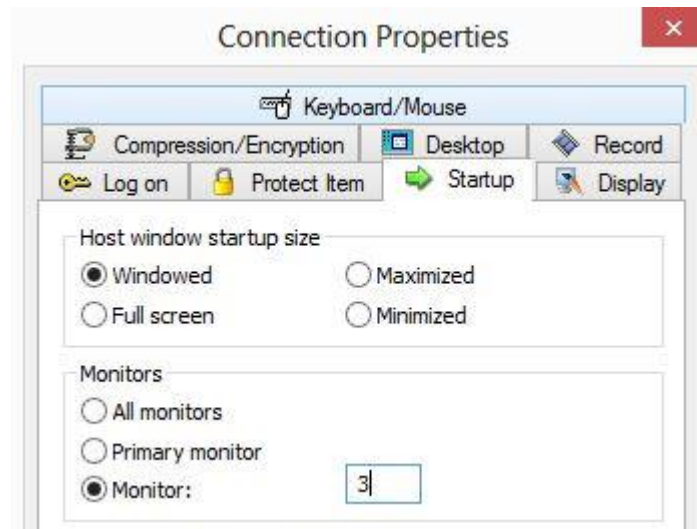 Connection Properties
Keyboard/Mouse
Compression/Encryption Desktop Record
Log on Protect Item Startup Display
Host window startup size
Windowed Maximized
Full screen Minimized
Monitors
All monitors
Primary monitor
Monitor: 3